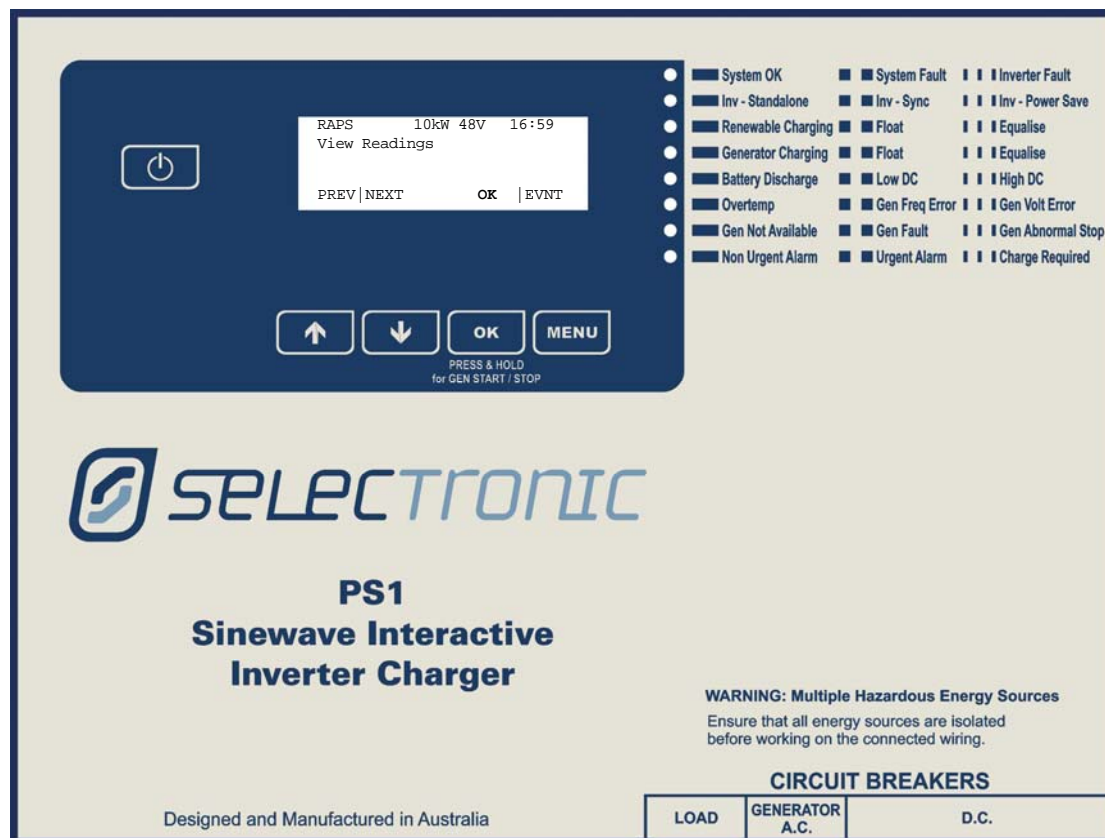 RAPS 10kW 48V 16:59
View Readings
PREV|NEXT OK |EVNT
OK MENU
PRESS & HOLD
for GEN START / STOP
System OK System Fault Inverter Fault
Inv - Standalone Inv - Sync Inv - Power Save
Renewable Charging Float Equalise
Generator Charging Float Equalise
Battery Discharge Low DC High DC
Overtemp Gen Freq Error Gen Volt Error
Gen Not Available Gen Fault Gen Abnormal Stop
Non Urgent Alarm Urgent Alarm Charge Required
SELECTRONIC
PS1
Sinewave Interactive
Inverter Charger
WARNING: Multiple Hazardous Energy Sources
Ensure that all energy sources are isolated
before working on the connected wiring.
CIRCUIT BREAKERS
LOAD GENERATOR A.C. D.C.
Designed and Manufactured in Australia